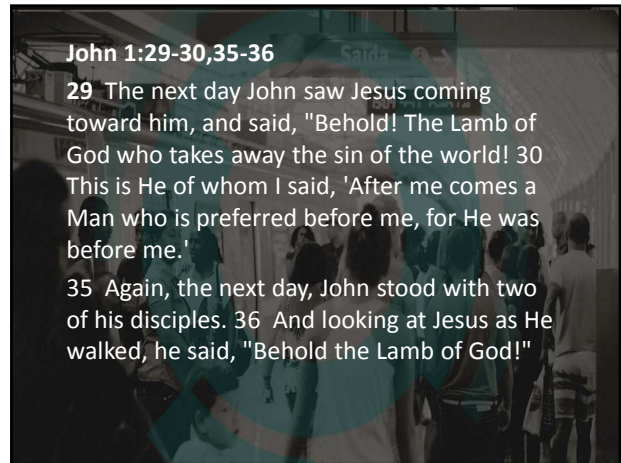 Saída
John 1:29-30,35-36
29 The next day John saw Jesus coming
toward him, and said, "Behold! The Lamb of
God who takes away the sin of the world! 30
This is He of whom I said, 'After me comes a
Man who is preferred before me, for He was
before me.'
35 Again, the next day, John stood with two
of his disciples. 36 And looking at Jesus as He
walked, he said, "Behold the Lamb of God!"